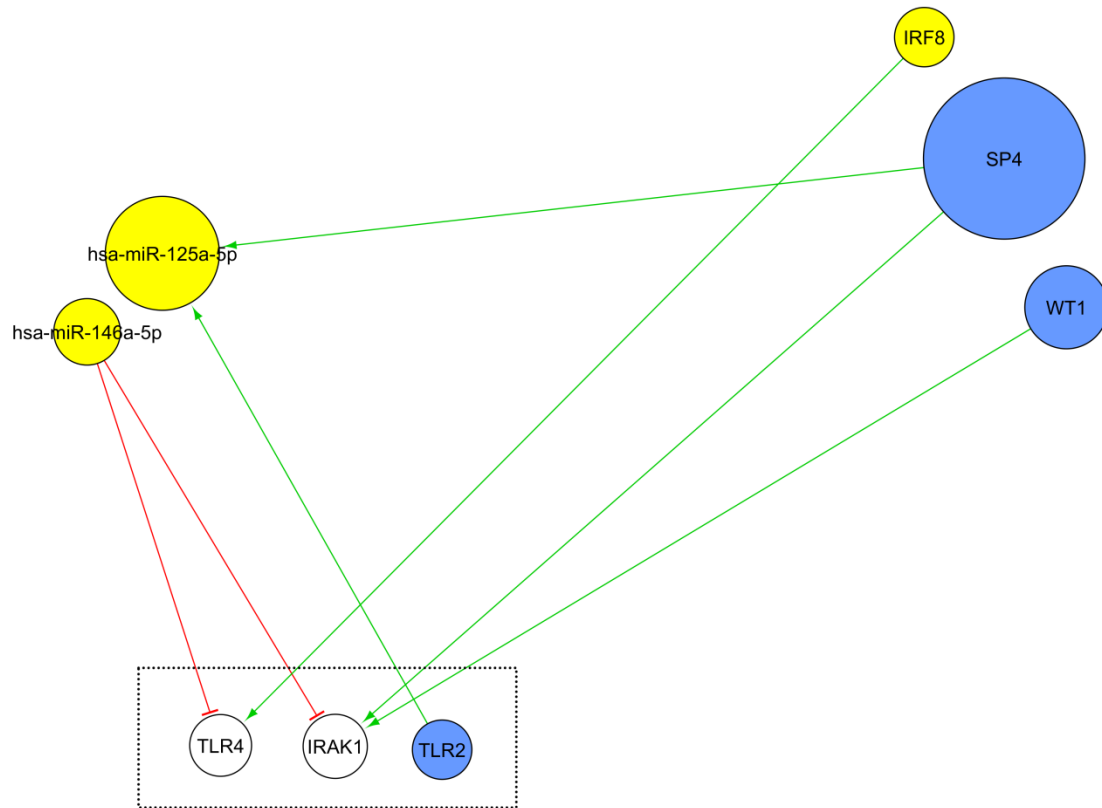 IRF8
SP4
hsa-miR-125a-5p
WT1
hsa-miR-146a-5p
TLR4
IRAK1
TLR2